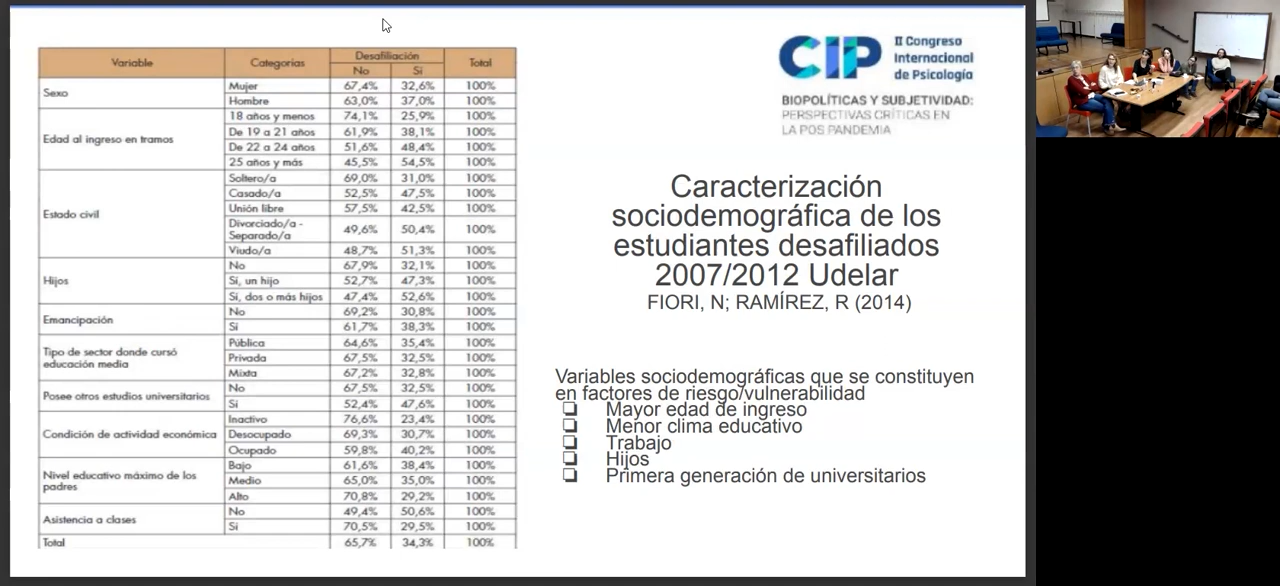 Variable Categorías Desafiliación Total
No Si
Sexo Mujer 67,4% 32,6% 100%
Hombre 63,0% 37,0% 100%
Edad al ingreso en tramos 18 años y menos 74,1% 25,9% 100%
De 19 a 21 años 61,9% 38,1% 100%
De 22 a 24 años 51,6% 48,4% 100%
25 años y más 45,5% 54,5% 100%
Estado civil Soltero/a 69,0% 31,0% 100%
Casado/a 52,5% 47,5% 100%
Unión libre 57,5% 42,5% 100%
Divorciado/a -
Separado/a 49,6% 50,4% 100%
Viudo/a 48,7% 51,3% 100%
Hijos No 67,9% 32,1% 100%
Sí, un hijo 52,7% 47,3% 100%
Sí, dos o más hijos 47,4% 52,6% 100%
Emancipación No 69,2% 30,8% 100%
Si 61,7% 38,3% 100%
Tipo de sector donde cursó
educación media Pública 64,6% 35,4% 100%
Privada 67,5% 32,5% 100%
Mixta 67,2% 32,8% 100%
Posee otros estudios universitarios No 67,5% 32,5% 100%
Si 52,4% 47,6% 100%
Condición de actividad económica Inactivo 76,6% 23,4% 100%
Desocupado 69,3% 30,7% 100%
Ocupado 59,8% 40,2% 100%
Nivel educativo máximo de los
padres Bajo 61,6% 38,4% 100%
Medio 65,0% 35,0% 100%
Alto 70,8% 29,2% 100%
Asistencia a clases No 49,4% 50,6% 100%
Si 70,5% 29,5% 100%
Total 65,7% 34,3% 100%
CIP
II Congreso
Internacional
de Psicología
BIOPOLÍTICAS Y SUBJETIVIDAD:
PERSPECTIVAS CRÍTICAS EN
LA POS PANDEMIA
Caracterización
sociodemográfica de los
estudiantes desafiliados
2007/2012 Udelar
FIORI, N; RAMÍREZ, R (2014)
Variables sociodemográficas que se constituyen
en factores de riesgo/vulnerabilidad
❑ Mayor edad de ingreso
❑ Menor clima educativo
❑ Trabajo
❑ Hijos
❑ Primera generación de universitarios